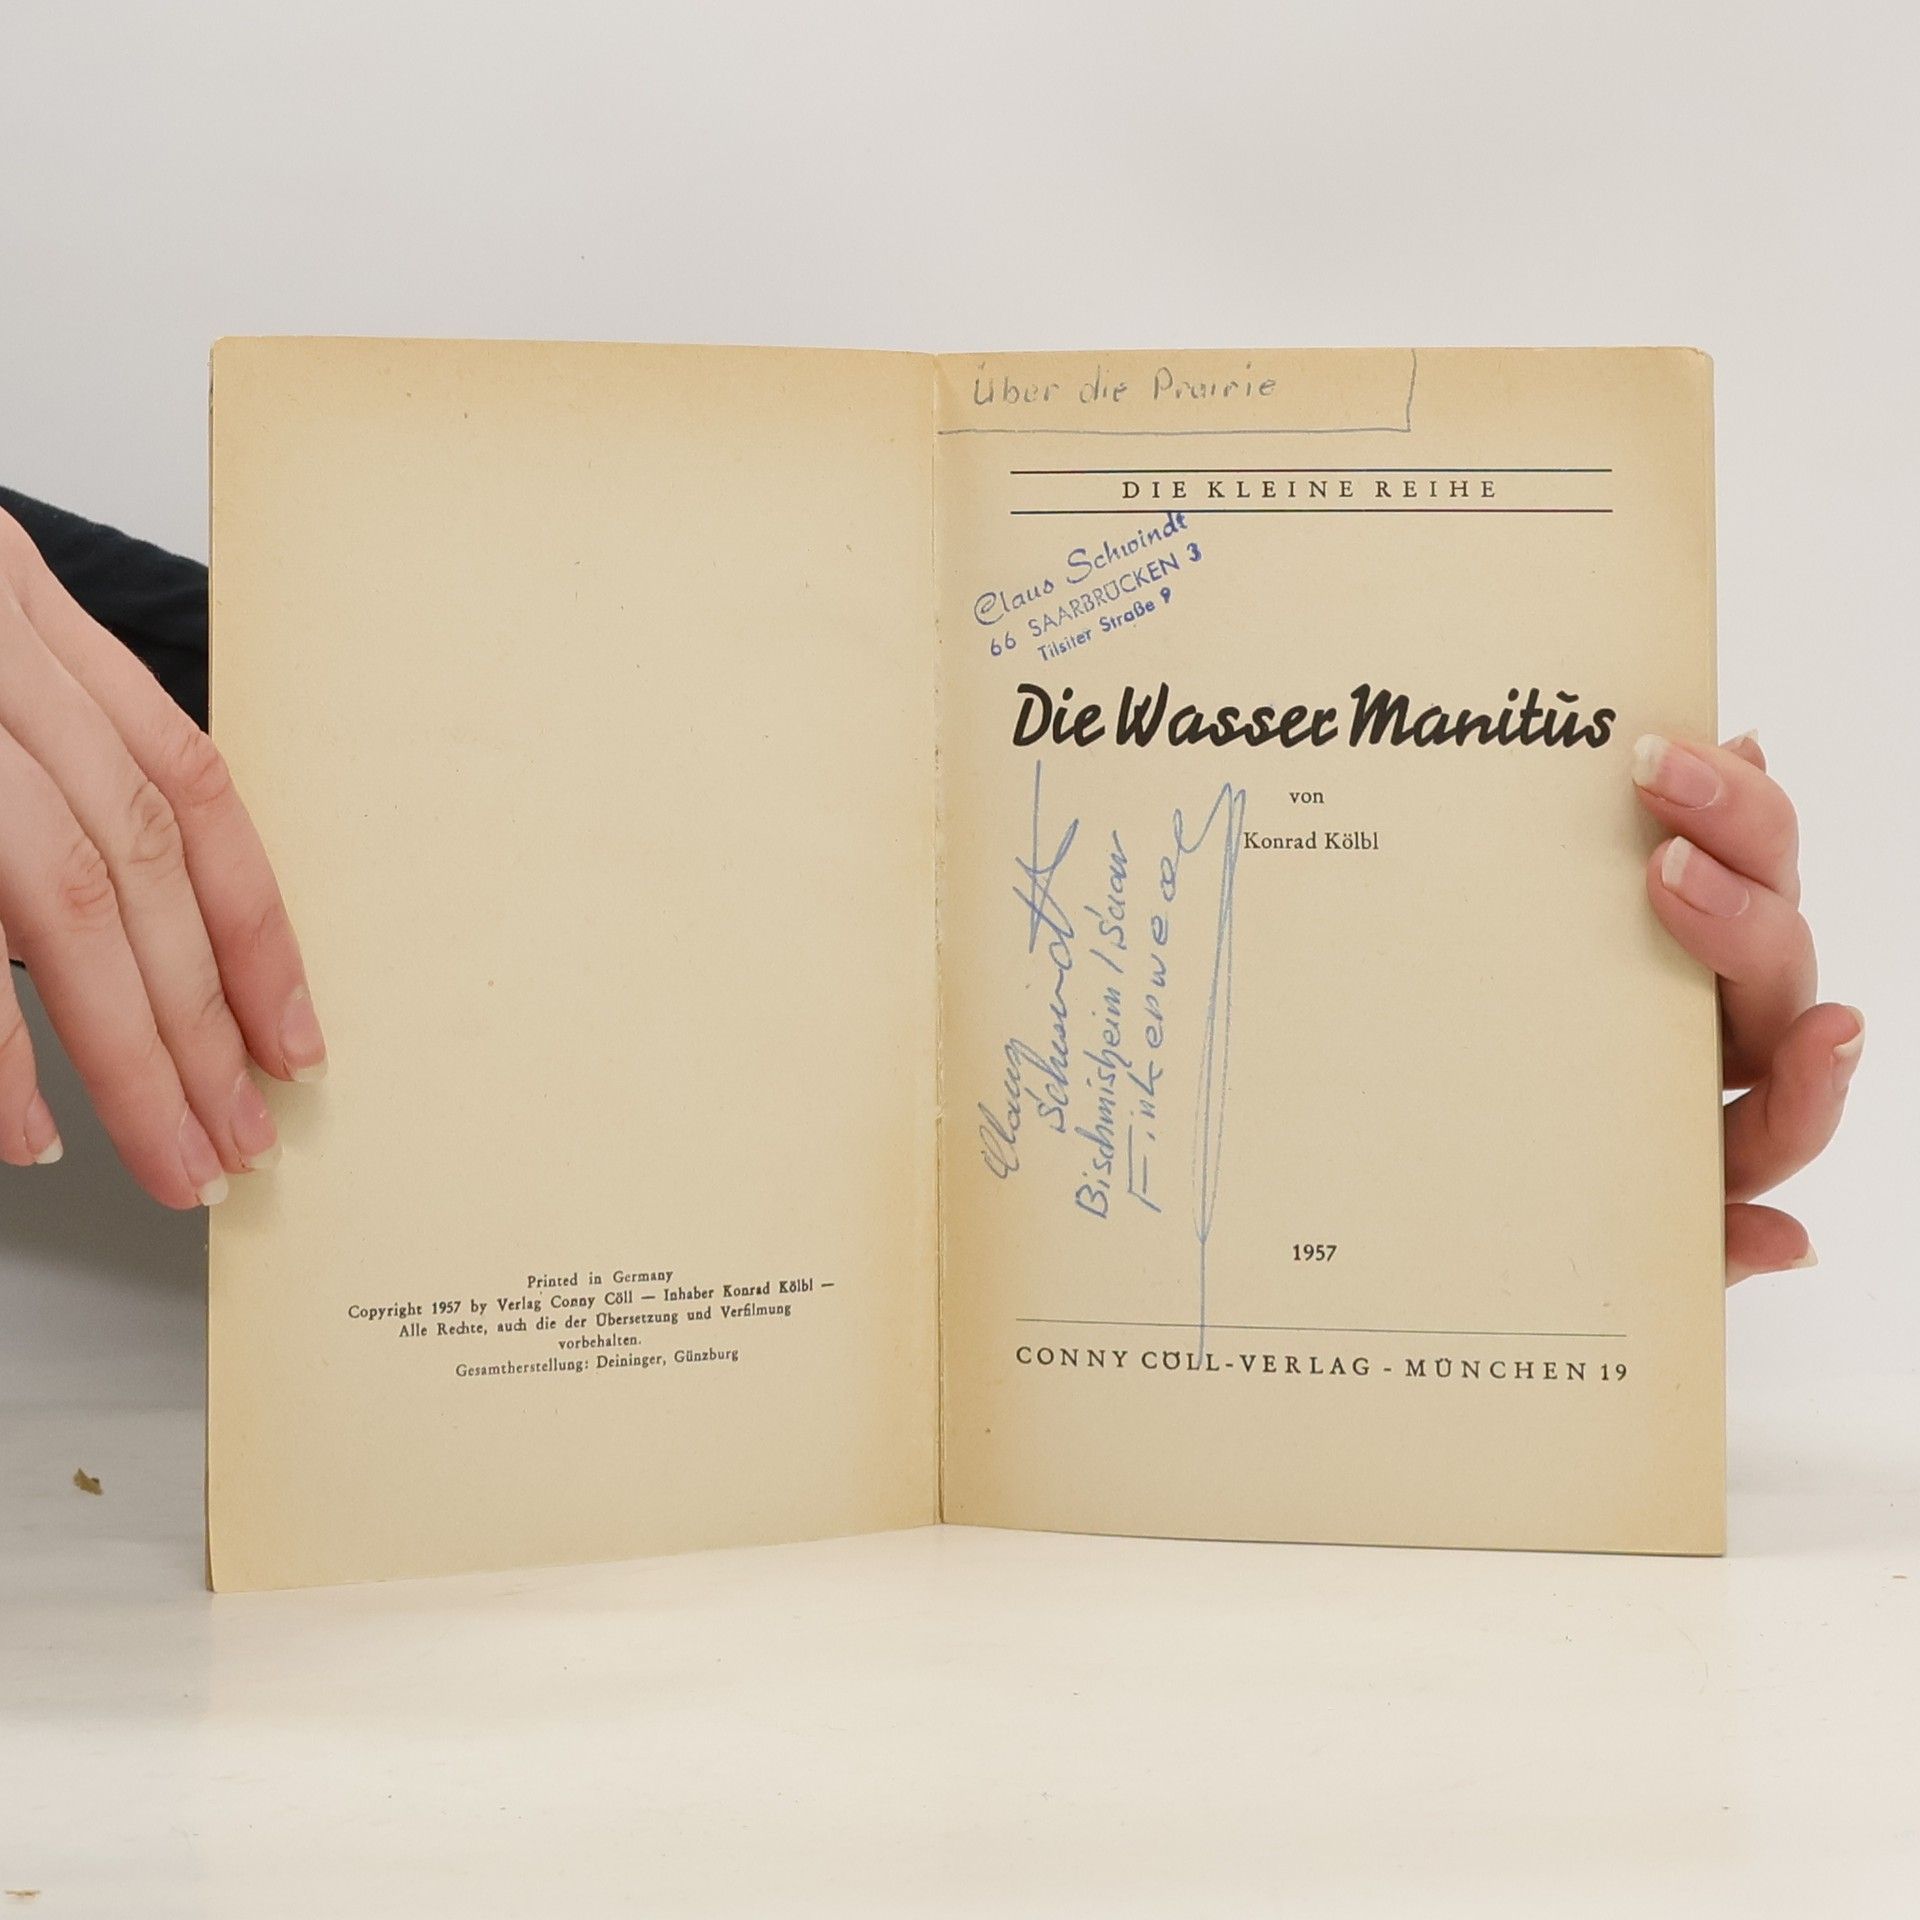 Printed in Germany
Copyright 1957 by Verlag Conny Cöll — Inhaber Konrad Kölbl —
Alle Rechte, auch die der Übersetzung und Verfilmung
vorbehalten.
Gesamtherstellung: Deininger, Günzburg
Über die Prairie
DIE KLEINE REIHE
Claus Schwindt
66 SAARBRÜCKEN 3
Tilsiter Straße 9
Die Wasser Manitus
von
Konrad Kölbl
Claus
Schwindt
Bischmisheim / Saar
Finkenweg
1957
CONNY CÖLL-VERLAG - MÜNCHEN 19